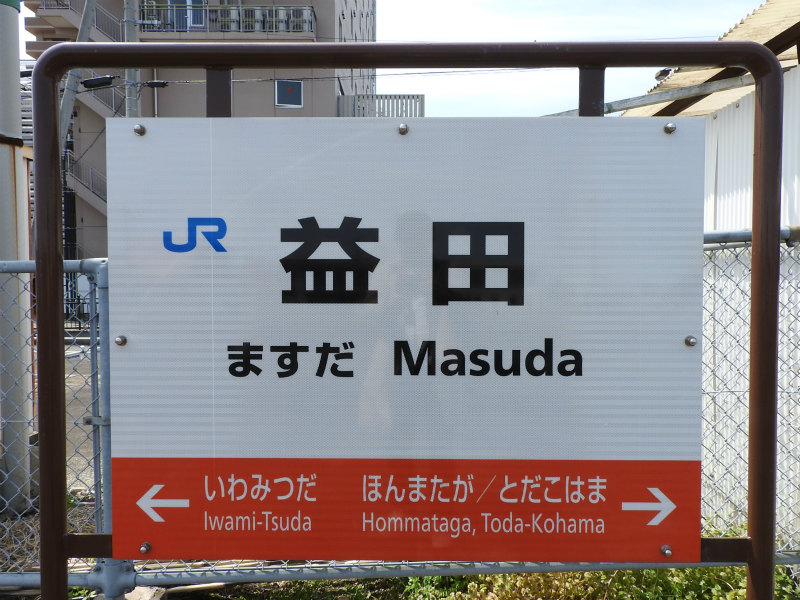 JR 益田
ますだ Masuda
← いわみつだ ほんまたが／とだこはま →
Iwami-Tsuda Hommataga, Toda-Kohama